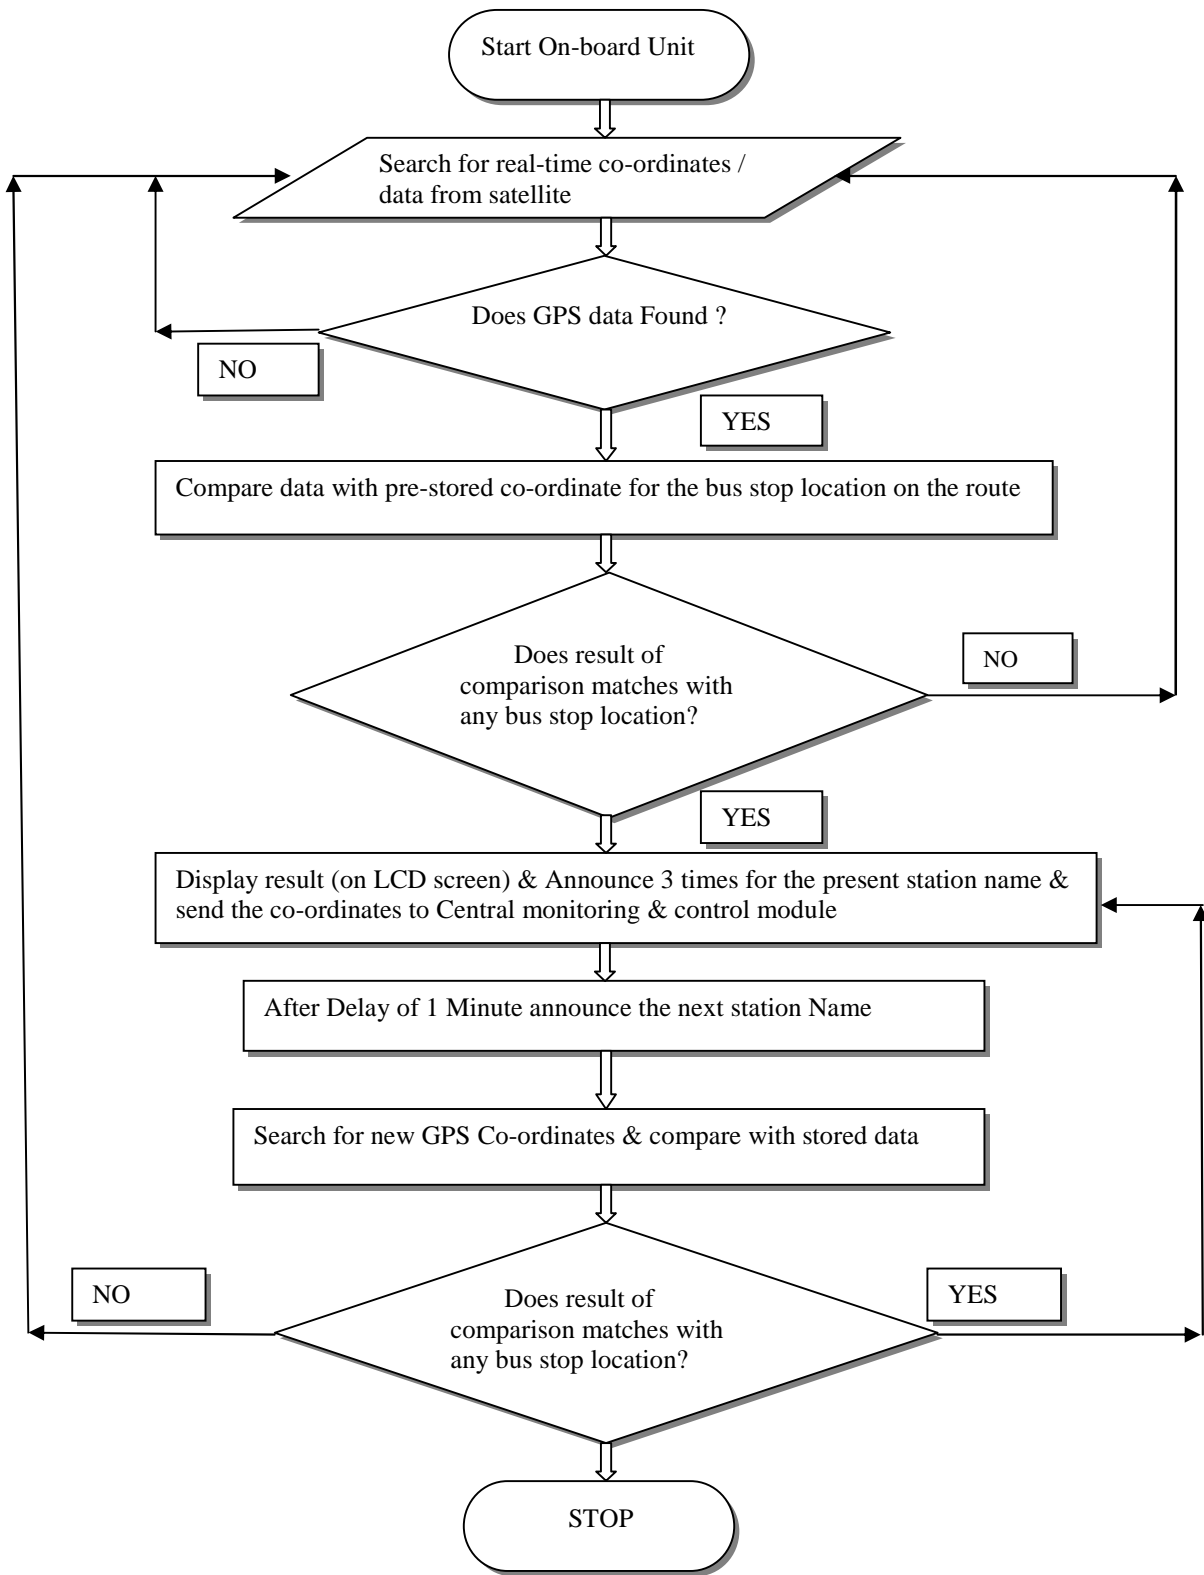 Start On-board Unit
Search for real-time co-ordinates /
data from satellite
Does GPS data Found ?
NO
YES
Compare data with pre-stored co-ordinate for the bus stop location on the route
Does result of
comparison matches with
any bus stop location?
NO
YES
Display result (on LCD screen) & Announce 3 times for the present station name &
send the co-ordinates to Central monitoring & control module
After Delay of 1 Minute announce the next station Name
Search for new GPS Co-ordinates & compare with stored data
NO
Does result of
comparison matches with
any bus stop location?
YES
STOP